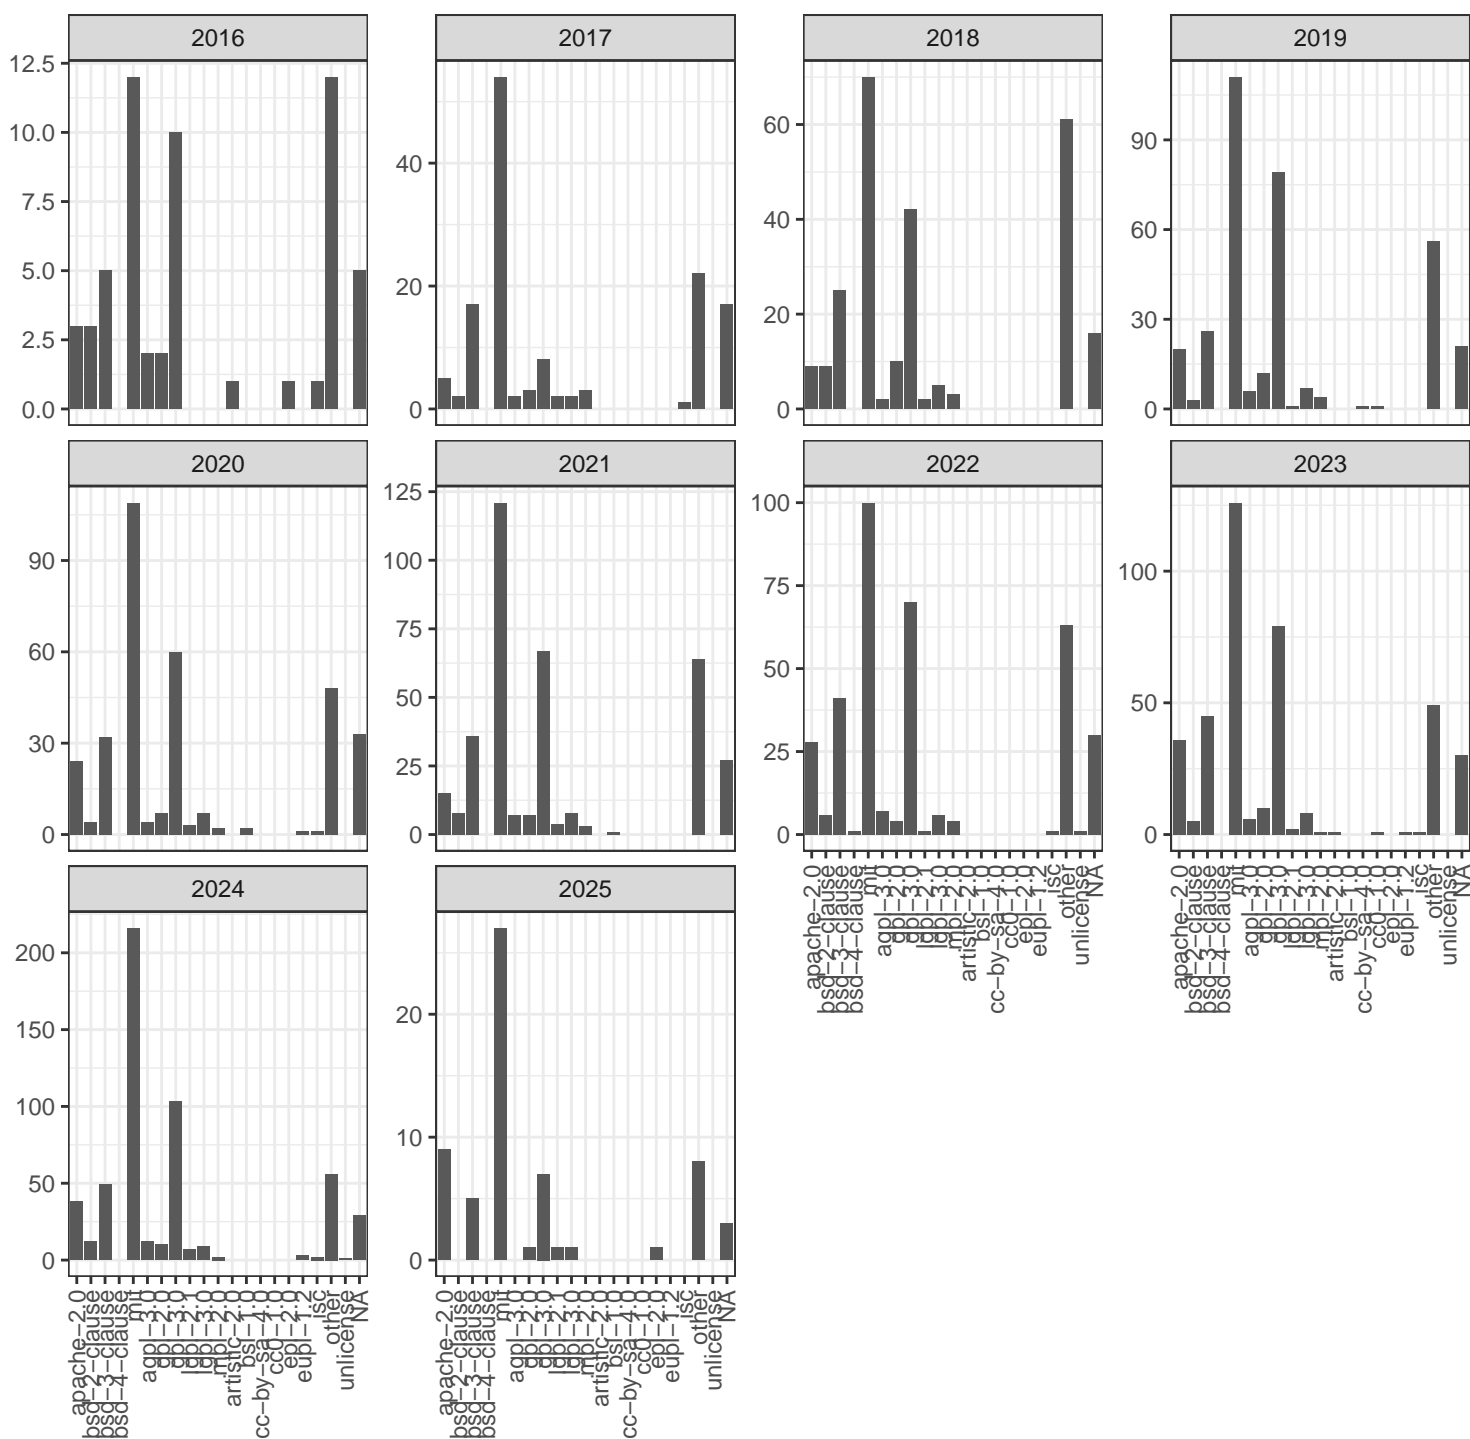 2016
12.5
10.0
7.5
5.0
2.5
0.0
2017
40
20
0
2018
60
40
20
0
2019
90
60
30
0
2020
90
60
30
0
2021
125
100
75
50
25
0
2022
100
75
50
25
0
apache−2.0
bsd−2−clause
bsd−3−clause
bsd−4−clause
mit
agpl−3.0
gpl−2.0
gpl−3.0
lgpl−2.1
lgpl−3.0
mpl−2.0
artistic−2.0
bsl−1.0
cc−by−sa−4.0
cc0−1.0
epl−2.0
eupl−1.2
isc
other
unlicense
NA
2023
100
50
0
apache−2.0
bsd−2−clause
bsd−3−clause
bsd−4−clause
mit
agpl−3.0
gpl−2.0
gpl−3.0
lgpl−2.1
lgpl−3.0
mpl−2.0
artistic−2.0
bsl−1.0
cc−by−sa−4.0
cc0−1.0
epl−2.0
eupl−1.2
isc
other
unlicense
NA
2024
200
150
100
50
0
apache−2.0
bsd−2−clause
bsd−3−clause
bsd−4−clause
mit
agpl−3.0
gpl−2.0
gpl−3.0
lgpl−2.1
lgpl−3.0
mpl−2.0
artistic−2.0
bsl−1.0
cc−by−sa−4.0
cc0−1.0
epl−2.0
eupl−1.2
isc
other
unlicense
NA
2025
20
10
0
apache−2.0
bsd−2−clause
bsd−3−clause
bsd−4−clause
mit
agpl−3.0
gpl−2.0
gpl−3.0
lgpl−2.1
lgpl−3.0
mpl−2.0
artistic−2.0
bsl−1.0
cc−by−sa−4.0
cc0−1.0
epl−2.0
eupl−1.2
isc
other
unlicense
NA